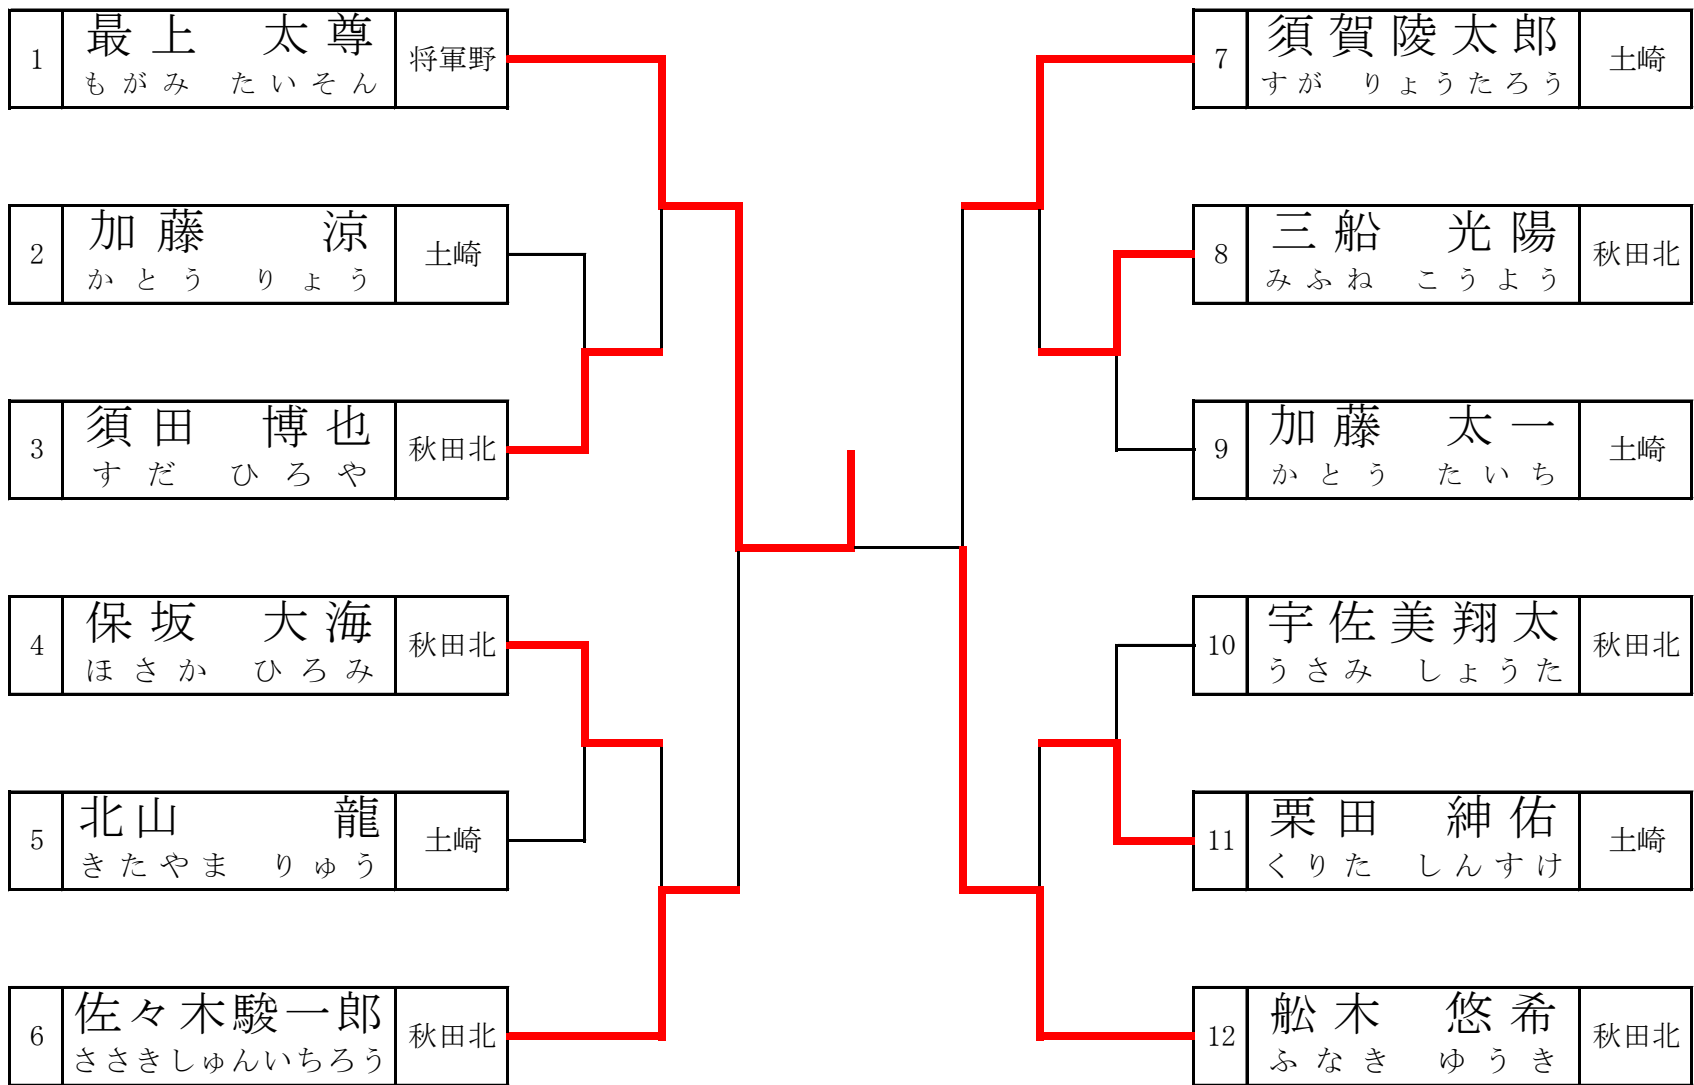 1 最上 太尊 将軍野
もがみ たいそん
2 加藤 涼 土崎
かとう りょう
3 須田 博也 秋田北
すだ ひろや
4 保坂 大海 秋田北
ほさか ひろみ
5 北山 龍 土崎
きたやま りゅう
6 佐々木駿一郎 秋田北
ささきしゅんいちろう
7 須賀陵太郎 土崎
すが りょうたろう
8 三船 光陽 秋田北
みふね こうよう
9 加藤 太一 土崎
かとう たいち
10 宇佐美翔太 秋田北
うさみ しょうた
11 栗田 紳佑 土崎
くりた しんすけ
12 舩木 悠希 秋田北
ふなき ゆうき